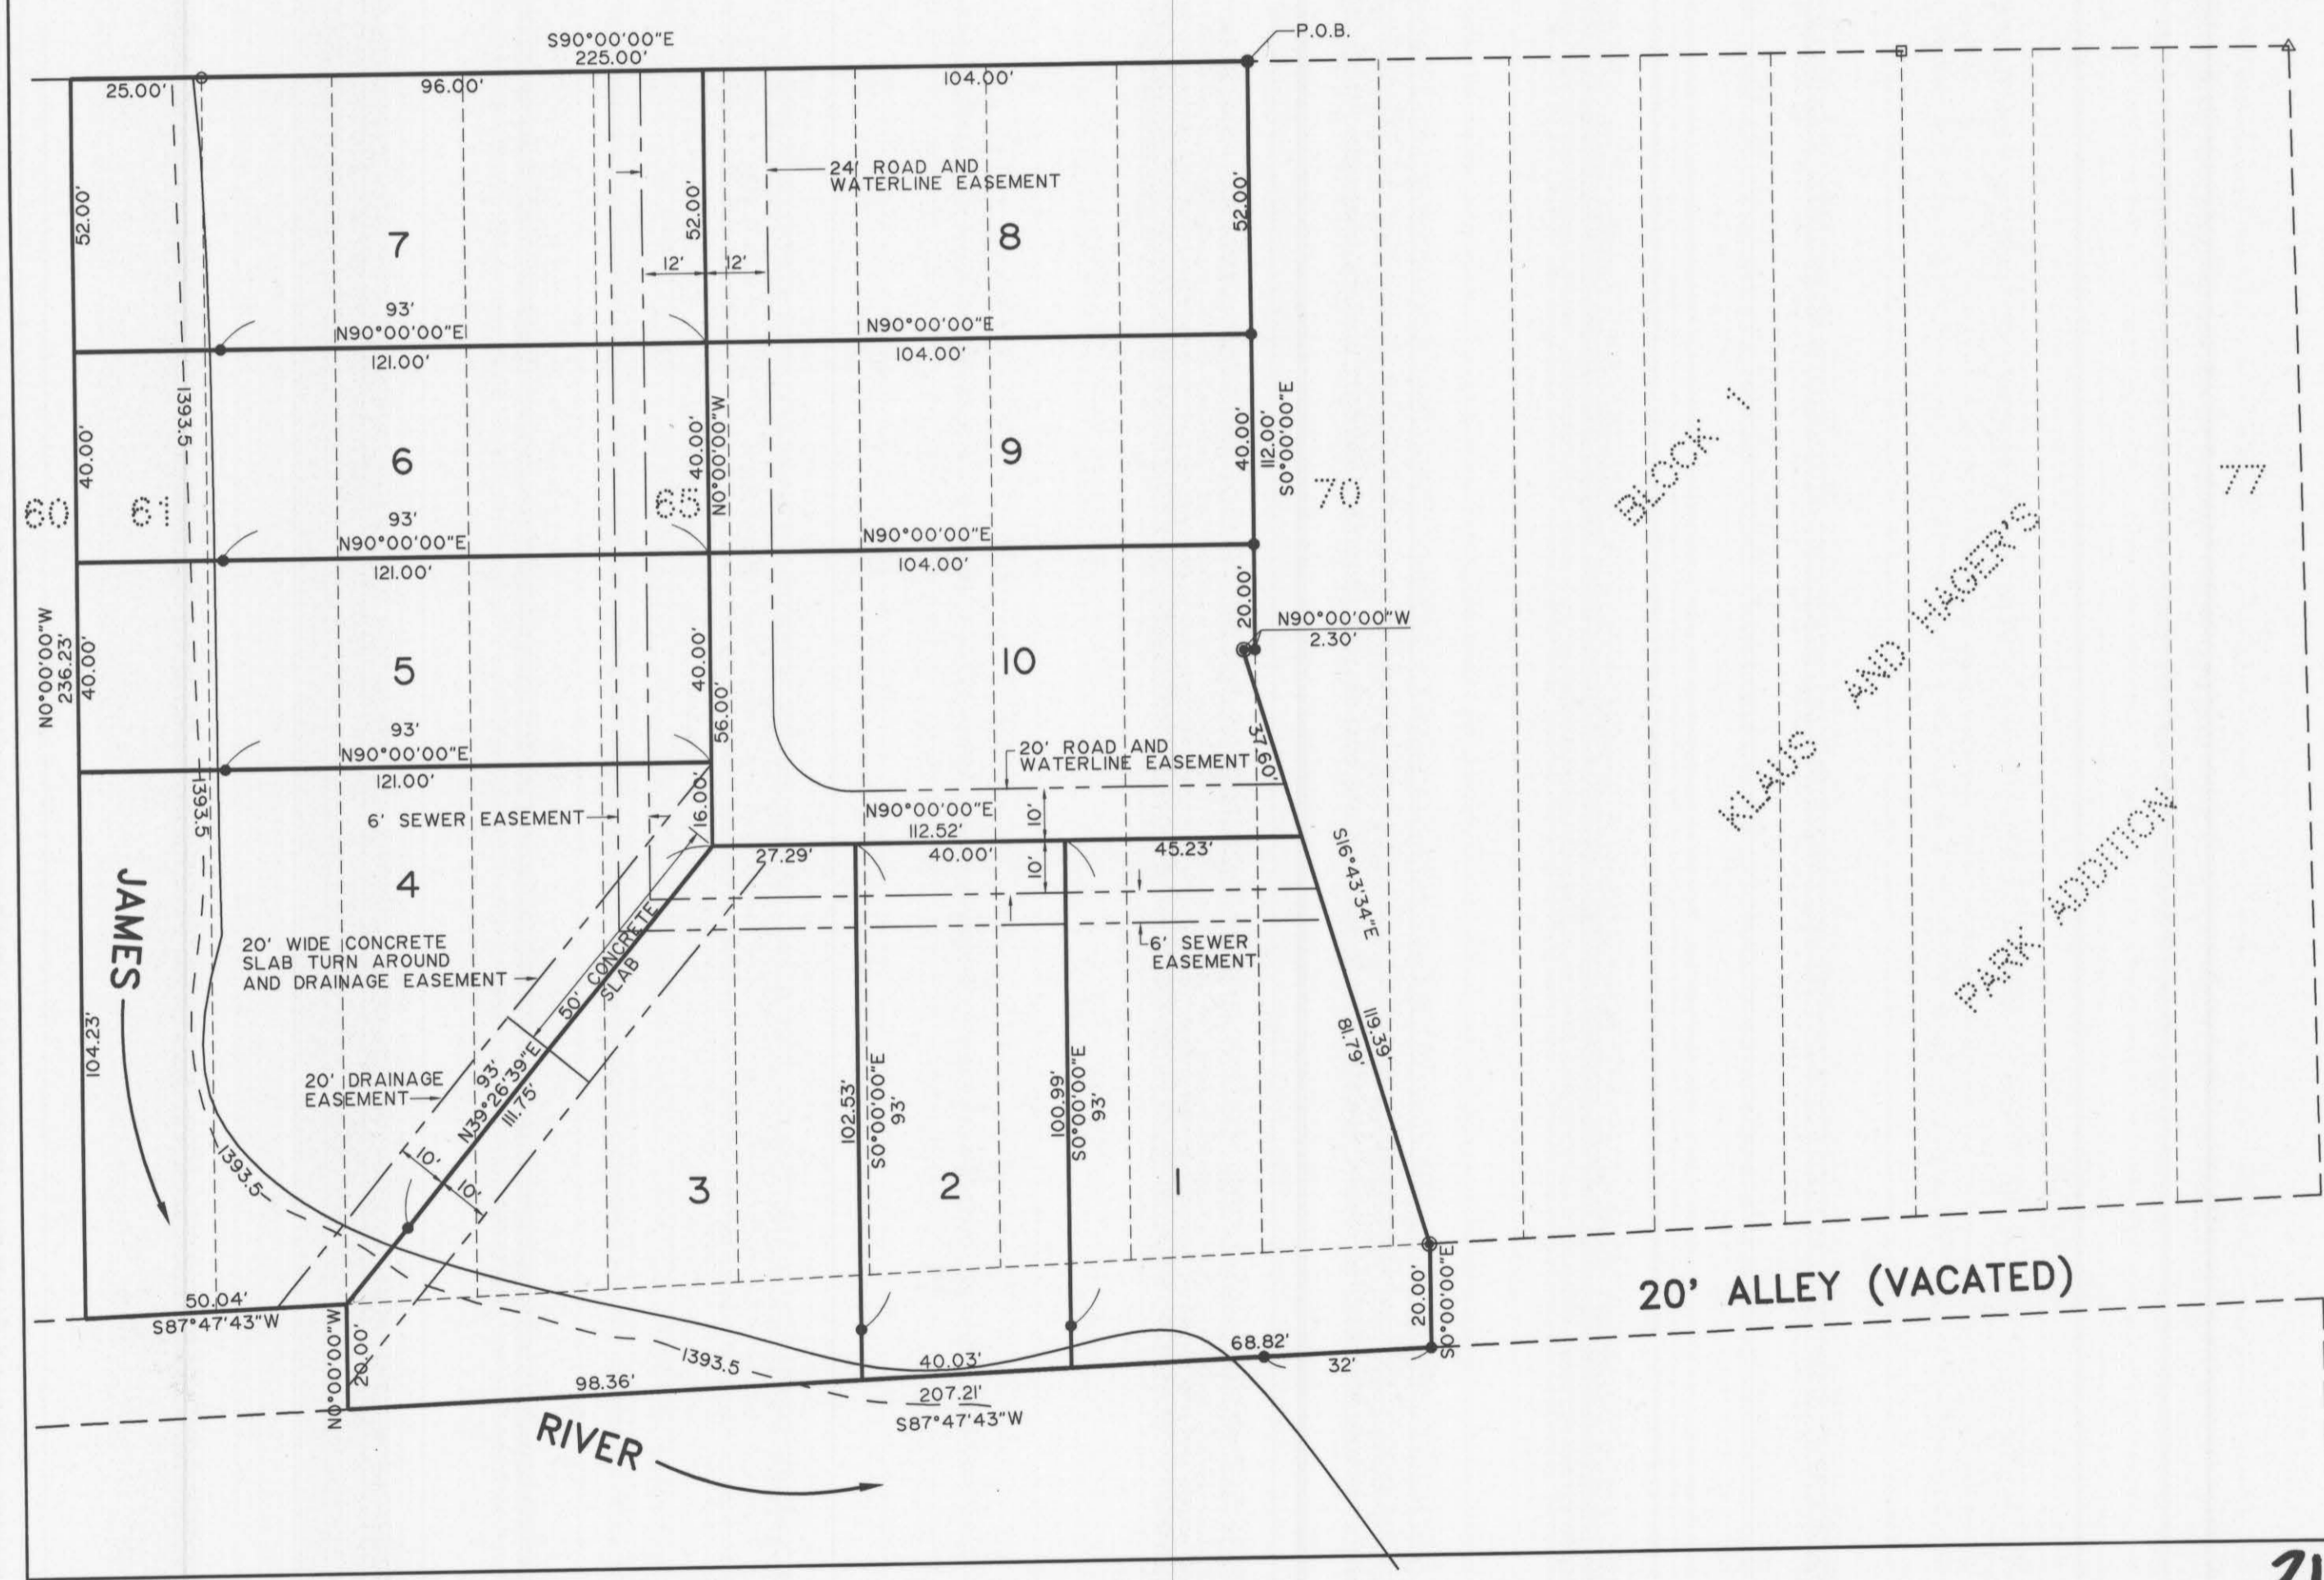 S90°00'00"E
225.00'
P.O.B.
25.00'
96.00'
104.00'
24' ROAD AND
WATERLINE EASEMENT
52.00'
52.00'
52.00'
7
8
12'
12'
93'
N90°00'00"E
121.00'
N90°00'00"E
104.00'
1393.5
40.00'
6
40.00'
N0°00'00"W
9
40.00'
112.00'
S0°00'00"E
60
61
65
70
77
BLOCK 1
KLAUS AND HAGER'S
PARK ADDITION
93'
N90°00'00"E
121.00'
N90°00'00"E
104.00'
N0°00'00"W
236.23'
40.00'
5
40.00'
56.00'
10
20.00'
N90°00'00"W
2.30'
93'
N90°00'00"E
121.00'
20' ROAD AND
WATERLINE EASEMENT
37.60'
1393.5
6' SEWER EASEMENT
16.00'
N90°00'00"E
112.52'
10'
27.29'
40.00'
10'
45.23'
S16°43'34"E
119.39'
81.79'
JAMES
4
20' WIDE CONCRETE
SLAB TURN AROUND
AND DRAINAGE EASEMENT
50' CONCRETE
SLAB
6' SEWER
EASEMENT
104.23'
20' DRAINAGE
EASEMENT
93'
N39°26'39"E
111.75'
102.53'
S0°00'00"E
93'
100.99'
S0°00'00"E
93'
10'
10'
1393.5
3
2
1
50.04'
S87°47'43"W
N0°00'00"W
20.00'
20.00'
S0°00'00"E
20' ALLEY (VACATED)
1393.5
98.36'
40.03'
68.82'
32'
207.21'
S87°47'43"W
RIVER